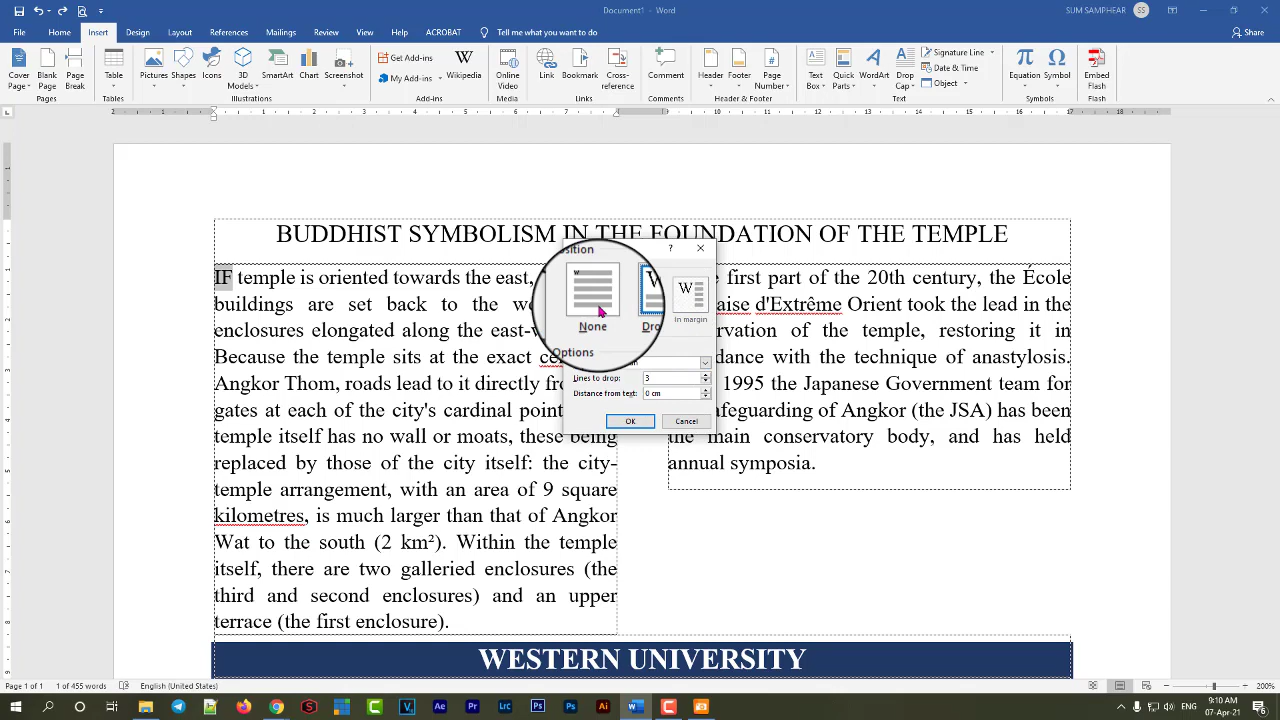 Document1 - Word
SUM SAMPHEAR SS
File Home Insert Design Layout References Mailings Review View Help ACROBAT Tell me what you want to do Share
Cover Page
Blank Page
Page Break
Table
Pictures
Shapes
Icons
3D Models
SmartArt
Chart
Screenshot
Get Add-ins
My Add-ins
Wikipedia
Online Video
Link
Bookmark
Cross-reference
Comment
Header
Footer
Page Number
Text Box
Quick Parts
WordArt
Drop Cap
Signature Line
Date & Time
Object
Equation
Symbol
Embed Flash
Pages Tables Illustrations Add-ins Media Links Comments Header & Footer Text Symbols Flash
BUDDHIST SYMBOLISM IN THE FOUNDATION OF THE TEMPLE
IF temple is oriented towards the east,
buildings are set back to the
enclosures elongated along the
Because the temple sits at the exact
Angkor Thom, roads lead to it directly
gates at each of the city's cardinal
temple itself has no wall or moats, these being
replaced by those of the city itself: the city-
temple arrangement, with an area of 9 square
kilometres, is much larger than that of Angkor
Wat to the south (2 km²). Within the temple
itself, there are two galleried enclosures (the
third and second enclosures) and an upper
terrace (the first enclosure).
first part of the 20th century, the École
d'Extrême Orient took the lead in the
of the temple, restoring it in
with the technique of anastylosis.
1995 the Japanese Government team for
of Angkor (the JSA) has been
the main conservatory body, and has held
annual symposia.
None
In margin
Options
Lines to drop: 3
Distance from text: 0 cm
OK Cancel
WESTERN UNIVERSITY
Page 1 of 1 1 of 455 words English (United States) 200%
9:10 AM
07-Apr-21